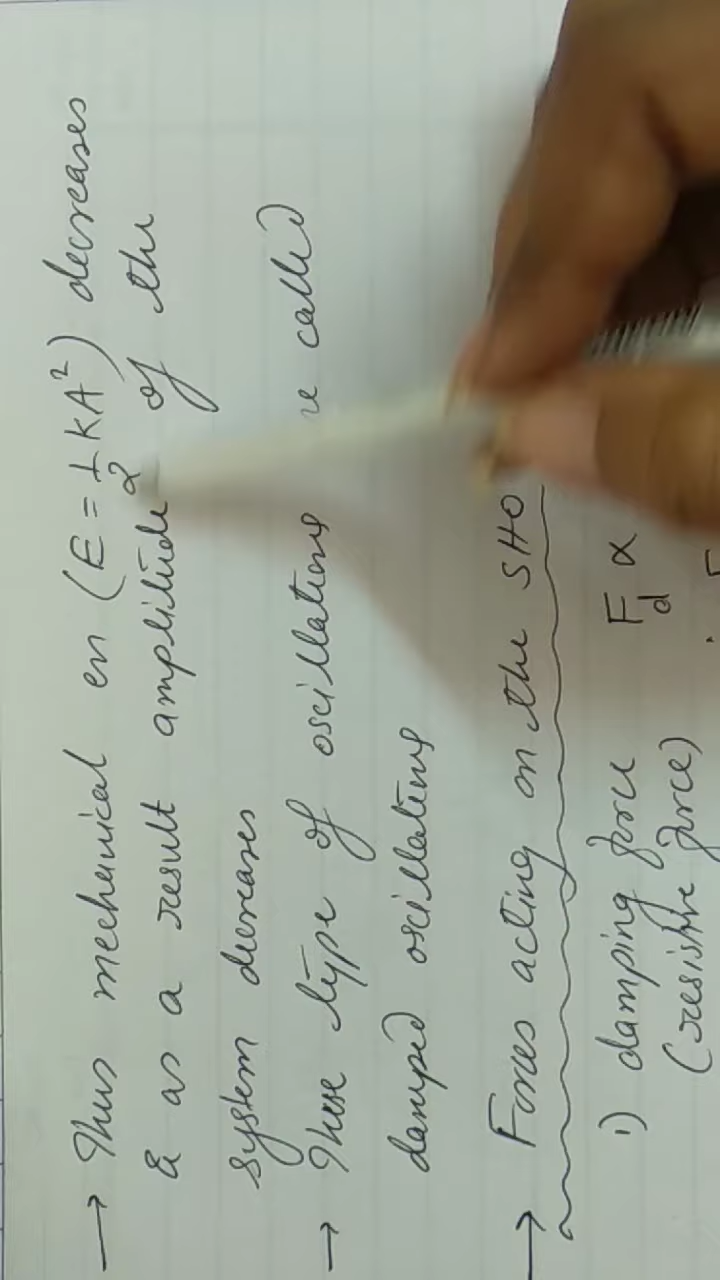 → Thus mechanical en (E = 1/2 KA²) decreases
& as a result amplitude of the
system decreases
→ These type of oscillations called
damped oscillations
→ Forces acting on the SHO
i) damping force F_d ∝
(resistive force)